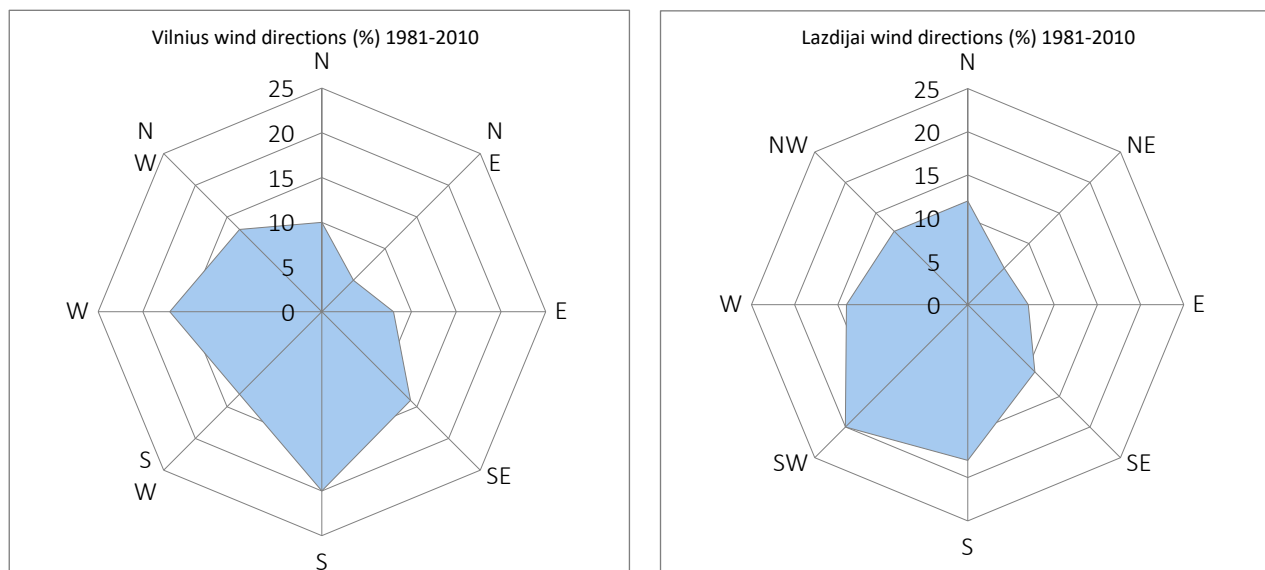 Vilnius wind directions (%) 1981-2010
N
25
20
15
10
5
0
N
E
E
SE
S
S
W
W
N
W
Lazdijai wind directions (%) 1981-2010
N
25
20
15
10
5
0
NE
E
SE
S
SW
W
NW